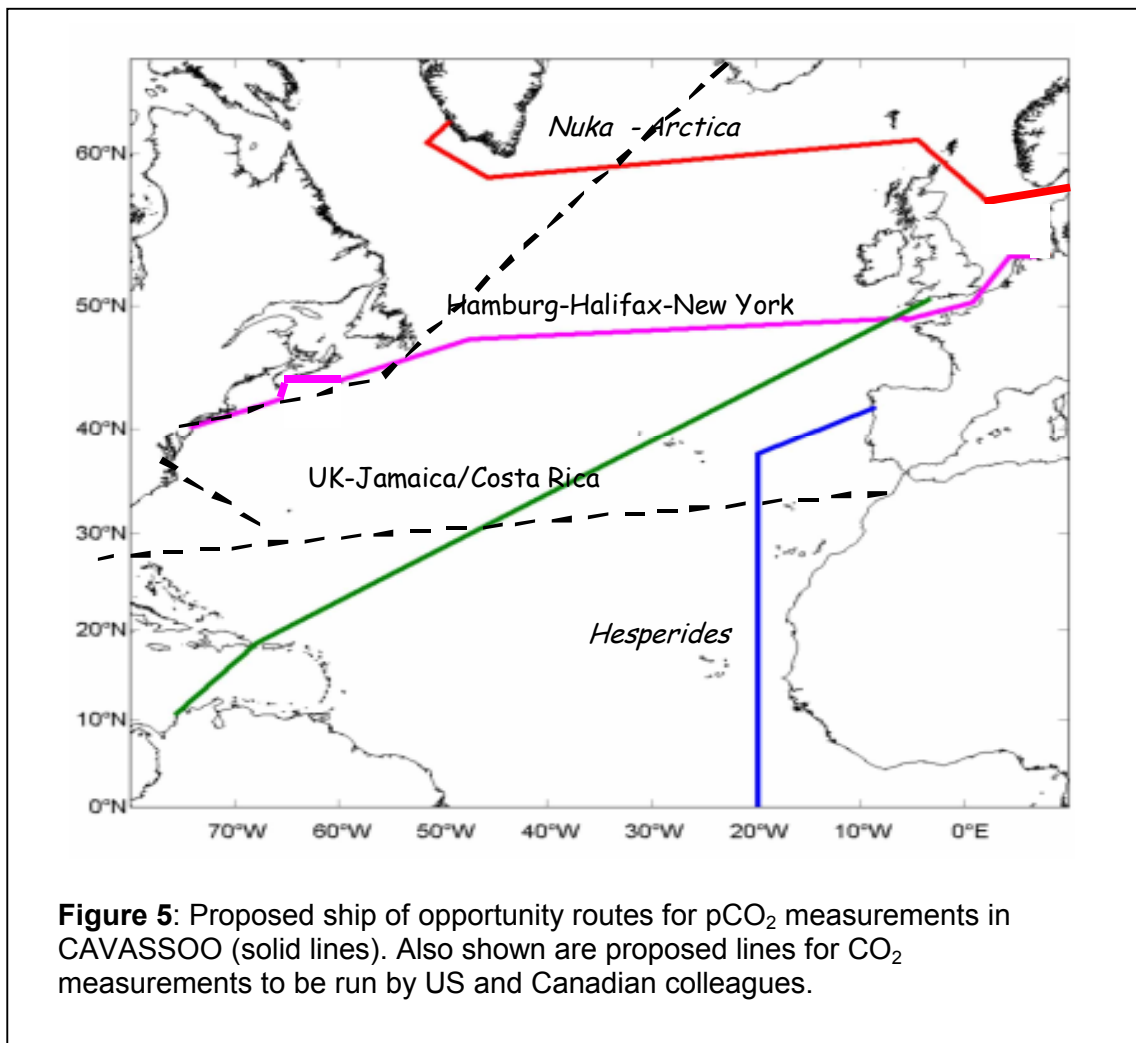 Nuka - Arctica
60°N
Hamburg-Halifax-New York
50°N
40°N
UK-Jamaica/Costa Rica
30°N
20°N
Hesperides
10°N
0°N
70°W 60°W 50°W 40°W 30°W 20°W 10°W 0°E
Figure 5: Proposed ship of opportunity routes for pCO₂ measurements in
CAVASSOO (solid lines). Also shown are proposed lines for CO₂
measurements to be run by US and Canadian colleagues.